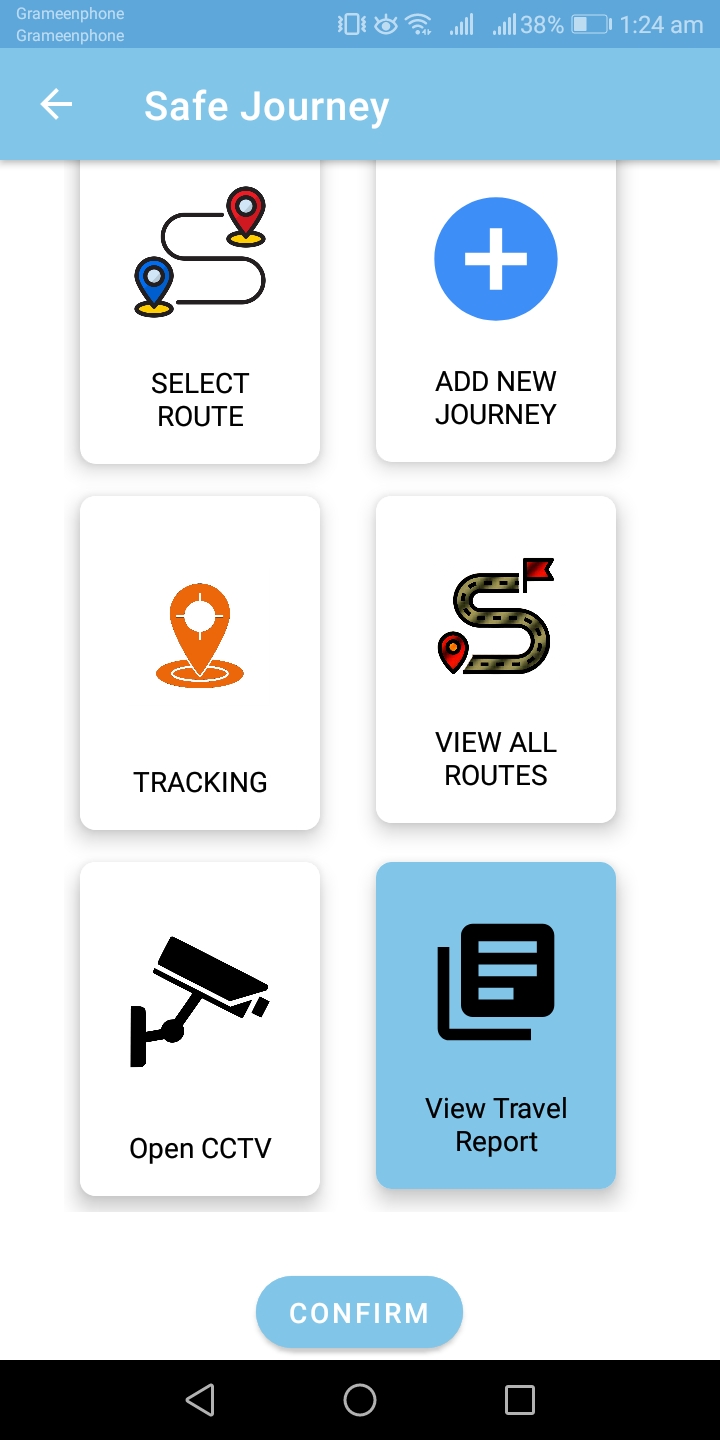 Grameenphone
Grameenphone
38% 1:24 am
Safe Journey
SELECT
ROUTE
ADD NEW
JOURNEY
TRACKING
VIEW ALL
ROUTES
Open CCTV
View Travel
Report
CONFIRM